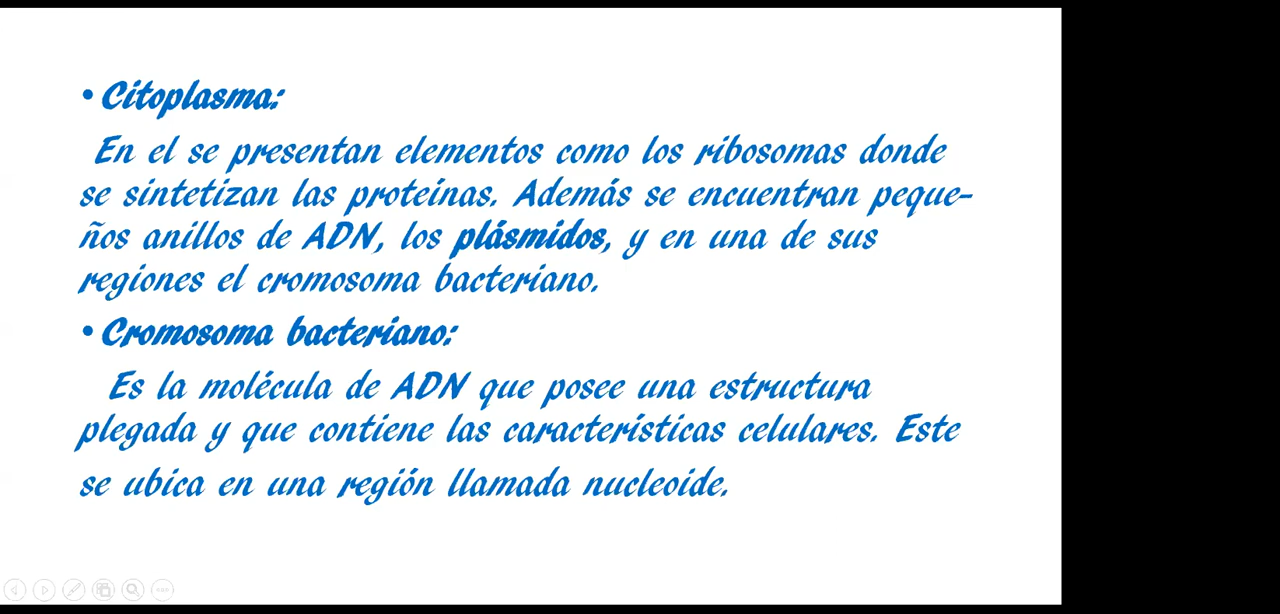 • Citoplasma:
En el se presentan elementos como los ribosomas donde
se sintetizan las proteínas. Además se encuentran peque-
ños anillos de ADN, los plásmidos, y en una de sus
regiones el cromosoma bacteriano.
• Cromosoma bacteriano:
Es la molécula de ADN que posee una estructura
plegada y que contiene las características celulares. Este
se ubica en una región llamada nucleoide.